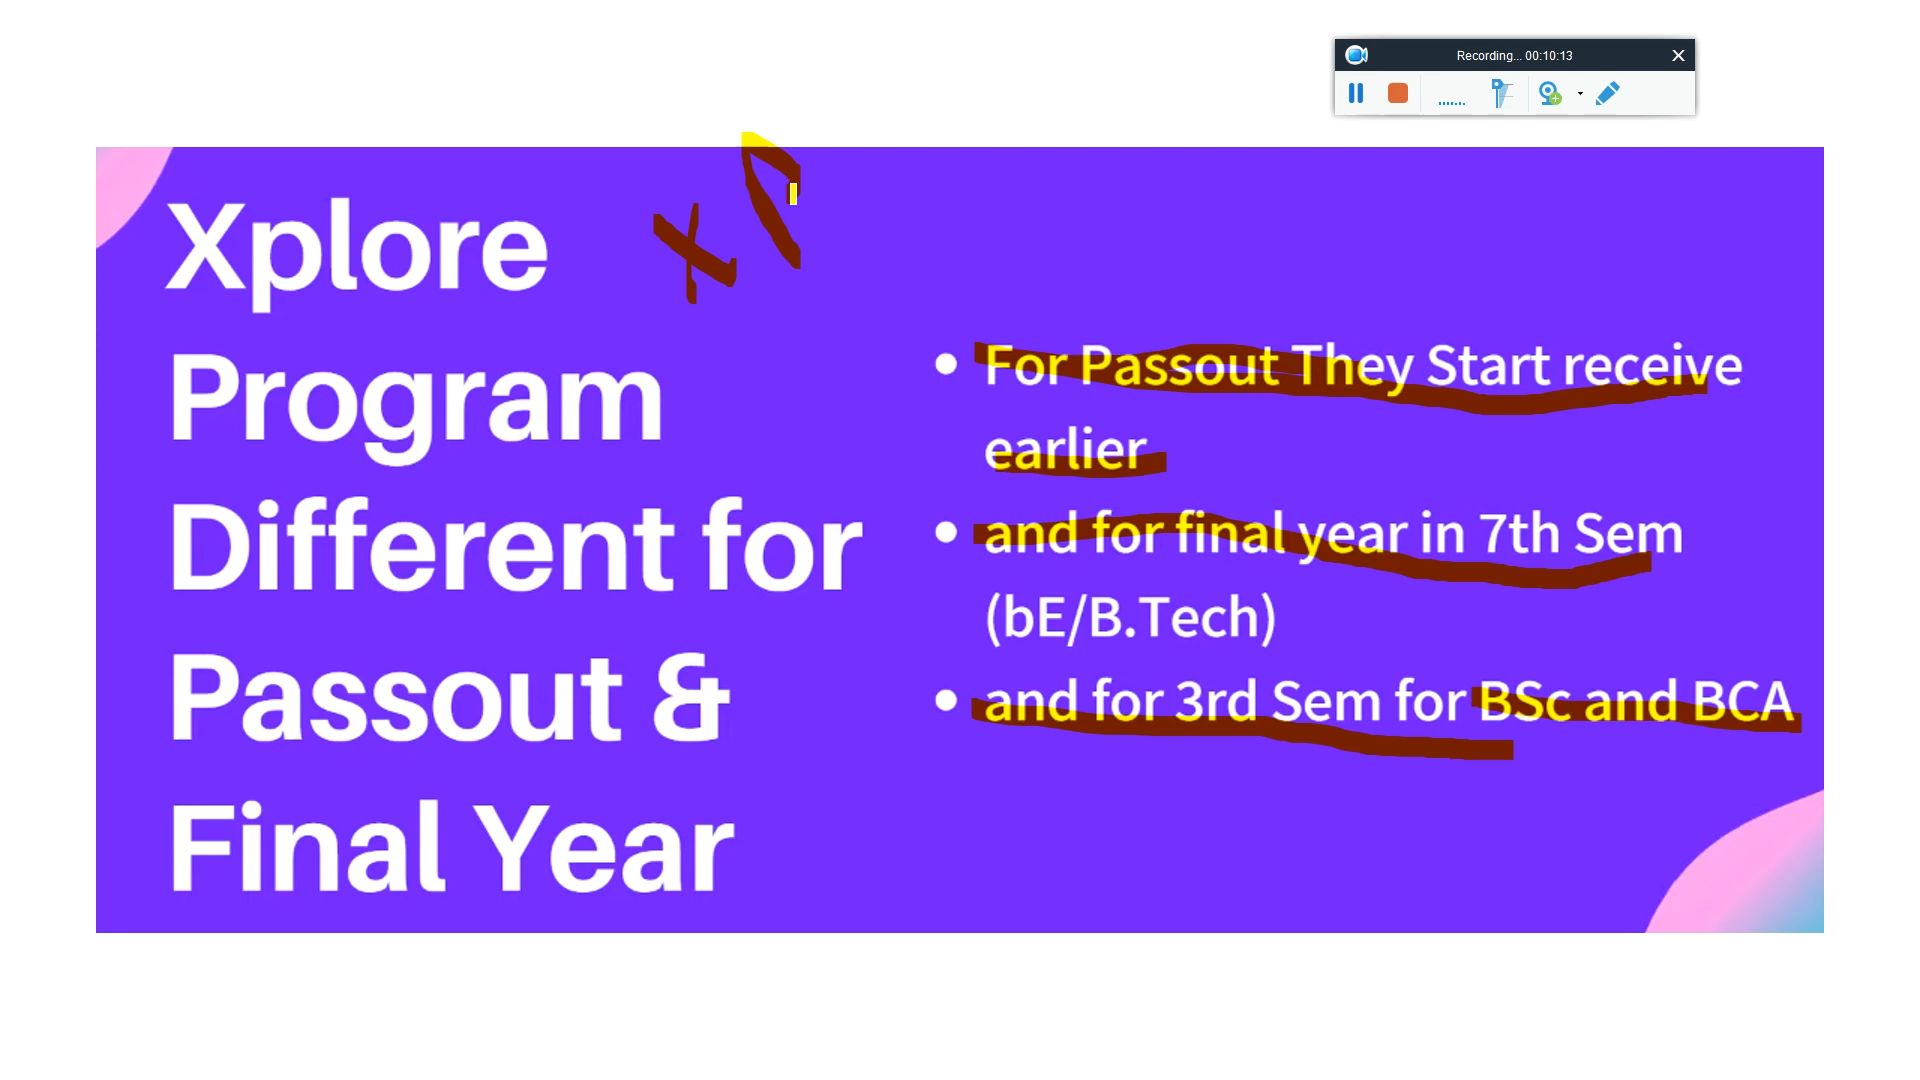 Recording... 00:10:13
Xplore
Program
Different for
Passout &
Final Year
XP
• For Passout They Start receive
earlier
• and for final year in 7th Sem
(bE/B.Tech)
• and for 3rd Sem for BSc and BCA